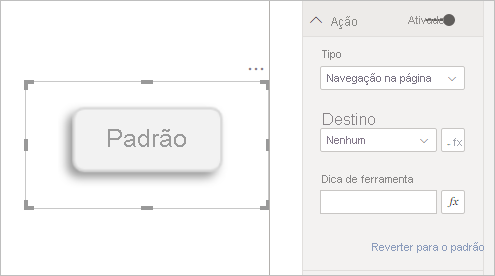 Ação
Ativado
Tipo
Navegação na página
Padrão
Destino
Nenhum
fx
Dica de ferramenta
fx
Reverter para o padrão